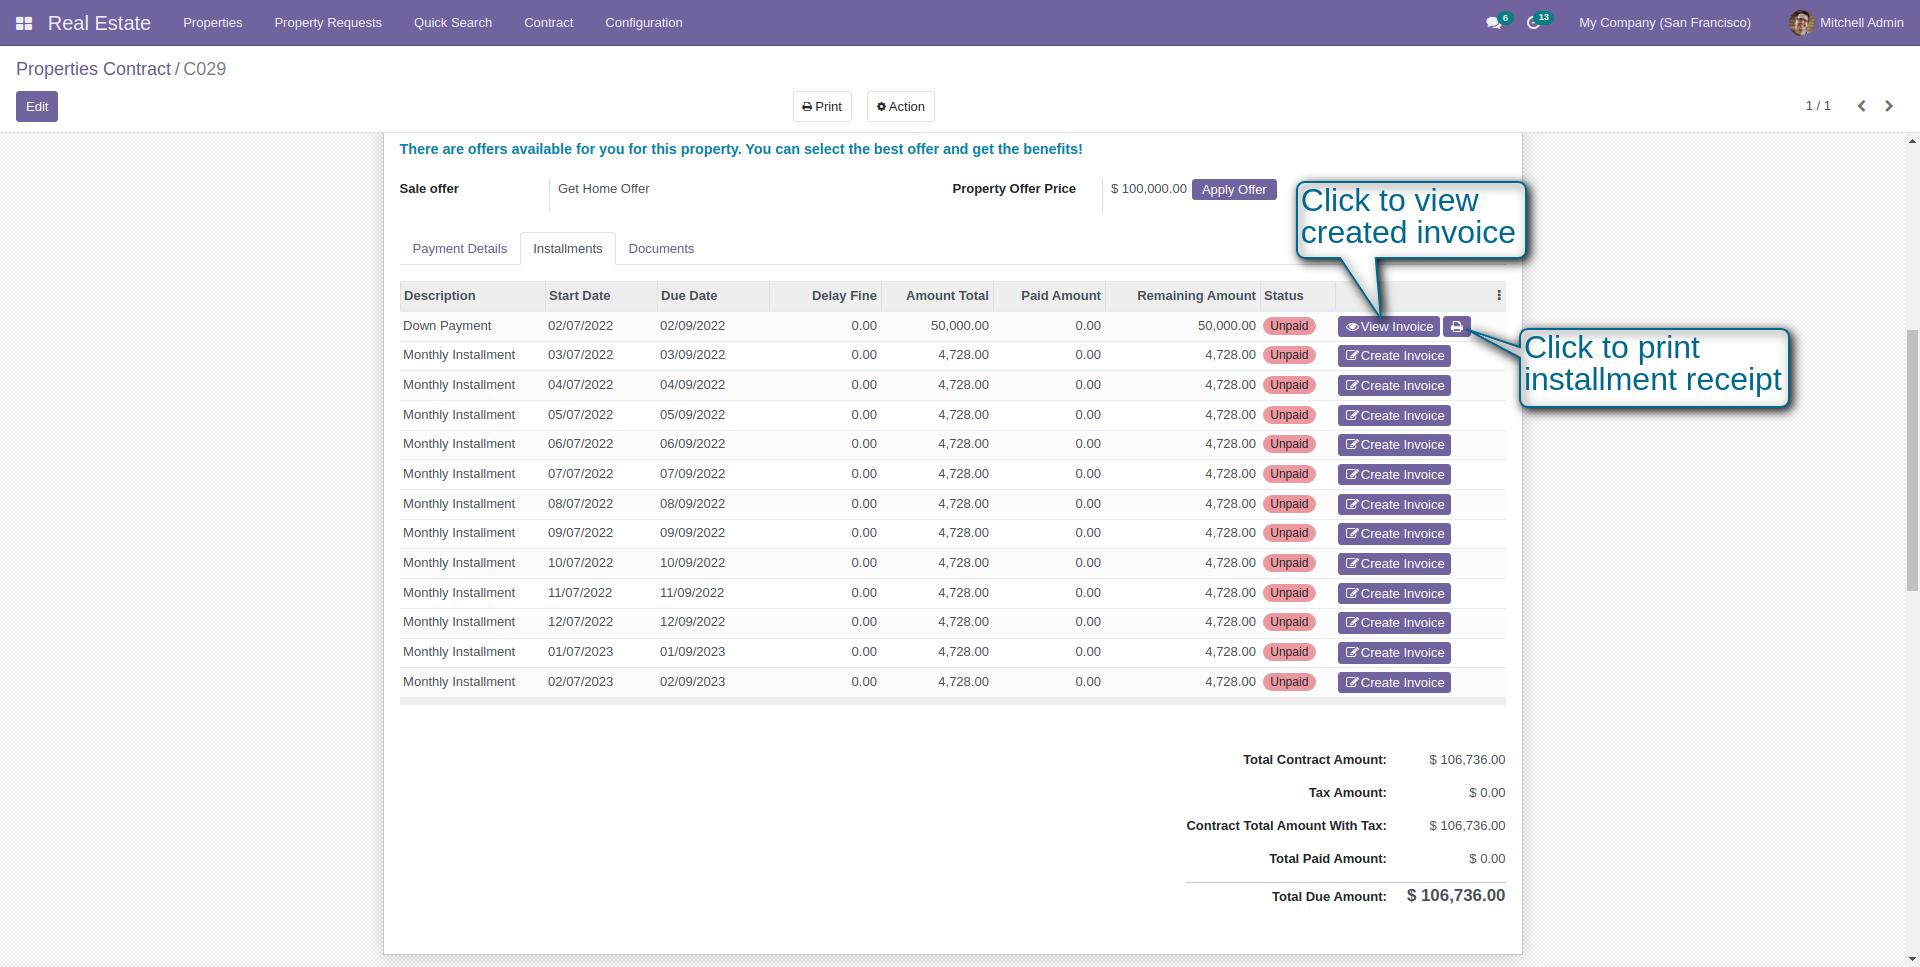 Real Estate Properties Property Requests Quick Search Contract Configuration 6 13 My Company (San Francisco) Mitchell Admin
Properties Contract / C029
Edit Print Action 1 / 1
There are offers available for you for this property. You can select the best offer and get the benefits!
Sale offer Get Home Offer Property Offer Price $ 100,000.00 Apply Offer
Click to view
created invoice
Payment Details Installments Documents
Description Start Date Due Date Delay Fine Amount Total Paid Amount Remaining Amount Status
Down Payment 02/07/2022 02/09/2022 0.00 50,000.00 0.00 50,000.00 Unpaid View Invoice
Click to print
installment receipt
Monthly Installment 03/07/2022 03/09/2022 0.00 4,728.00 0.00 4,728.00 Unpaid Create Invoice
Monthly Installment 04/07/2022 04/09/2022 0.00 4,728.00 0.00 4,728.00 Unpaid Create Invoice
Monthly Installment 05/07/2022 05/09/2022 0.00 4,728.00 0.00 4,728.00 Unpaid Create Invoice
Monthly Installment 06/07/2022 06/09/2022 0.00 4,728.00 0.00 4,728.00 Unpaid Create Invoice
Monthly Installment 07/07/2022 07/09/2022 0.00 4,728.00 0.00 4,728.00 Unpaid Create Invoice
Monthly Installment 08/07/2022 08/09/2022 0.00 4,728.00 0.00 4,728.00 Unpaid Create Invoice
Monthly Installment 09/07/2022 09/09/2022 0.00 4,728.00 0.00 4,728.00 Unpaid Create Invoice
Monthly Installment 10/07/2022 10/09/2022 0.00 4,728.00 0.00 4,728.00 Unpaid Create Invoice
Monthly Installment 11/07/2022 11/09/2022 0.00 4,728.00 0.00 4,728.00 Unpaid Create Invoice
Monthly Installment 12/07/2022 12/09/2022 0.00 4,728.00 0.00 4,728.00 Unpaid Create Invoice
Monthly Installment 01/07/2023 01/09/2023 0.00 4,728.00 0.00 4,728.00 Unpaid Create Invoice
Monthly Installment 02/07/2023 02/09/2023 0.00 4,728.00 0.00 4,728.00 Unpaid Create Invoice
Total Contract Amount: $ 106,736.00
Tax Amount: $ 0.00
Contract Total Amount With Tax: $ 106,736.00
Total Paid Amount: $ 0.00
Total Due Amount: $ 106,736.00